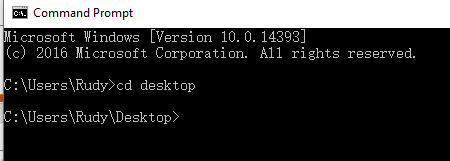 Command Prompt
Microsoft Windows [Version 10.0.14393]
(c) 2016 Microsoft Corporation. All rights reserved.
C:\Users\Rudy>cd desktop
C:\Users\Rudy\Desktop>